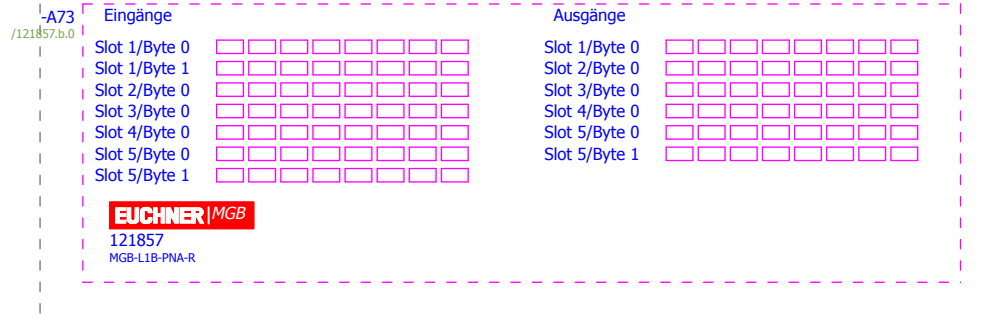 -A73
/121857.b.0
Eingänge
Slot 1/Byte 0
Slot 1/Byte 1
Slot 2/Byte 0
Slot 3/Byte 0
Slot 4/Byte 0
Slot 5/Byte 0
Slot 5/Byte 1
Ausgänge
Slot 1/Byte 0
Slot 2/Byte 0
Slot 3/Byte 0
Slot 4/Byte 0
Slot 5/Byte 0
Slot 5/Byte 1
EUCHNER|MGB
121857
MGB-L1B-PNA-R